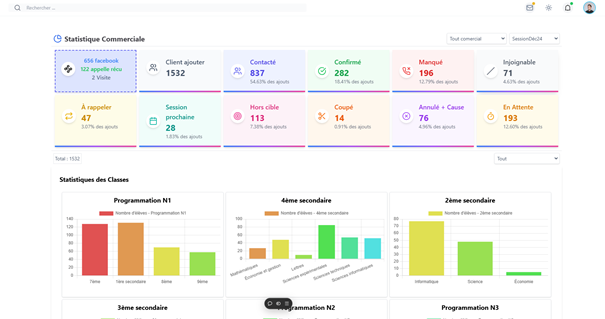 Rechercher ...
Statistique Commerciale
Tout comercial
SessionDéc24
656 facebook
122 appelle récu
2 Visite
Client ajouter
1532
Contacté
837
54.63% des ajouts
Confirmé
282
18.41% des ajouts
Manqué
196
12.79% des ajouts
Injoignable
71
4.63% des ajouts
À rappeler
47
3.07% des ajouts
Session
prochaine
28
1.83% des ajouts
Hors cible
113
7.38% des ajouts
Coupé
14
0.91% des ajouts
Annulé + Cause
76
4.96% des ajouts
En Attente
193
12.60% des ajouts
Total : 1532
Tout
Statistiques des Classes
Programmation N1
Nombre d'élèves - Programmation N1
140
120
100
80
60
40
20
0
7ème
1ère secondaire
8ème
4ème secondaire
Nombre d'élèves - 4ème secondaire
100
80
60
40
20
0
Mathématiques
Économie et gestion
Lettres
Sciences expérimentales
Sciences techniques
Sciences informatiques
2ème secondaire
Nombre d'élèves - 2ème secondaire
80
70
60
50
40
30
20
10
0
Informatique
Science
Économie
3ème secondaire
Programmation N2
Programmation N3